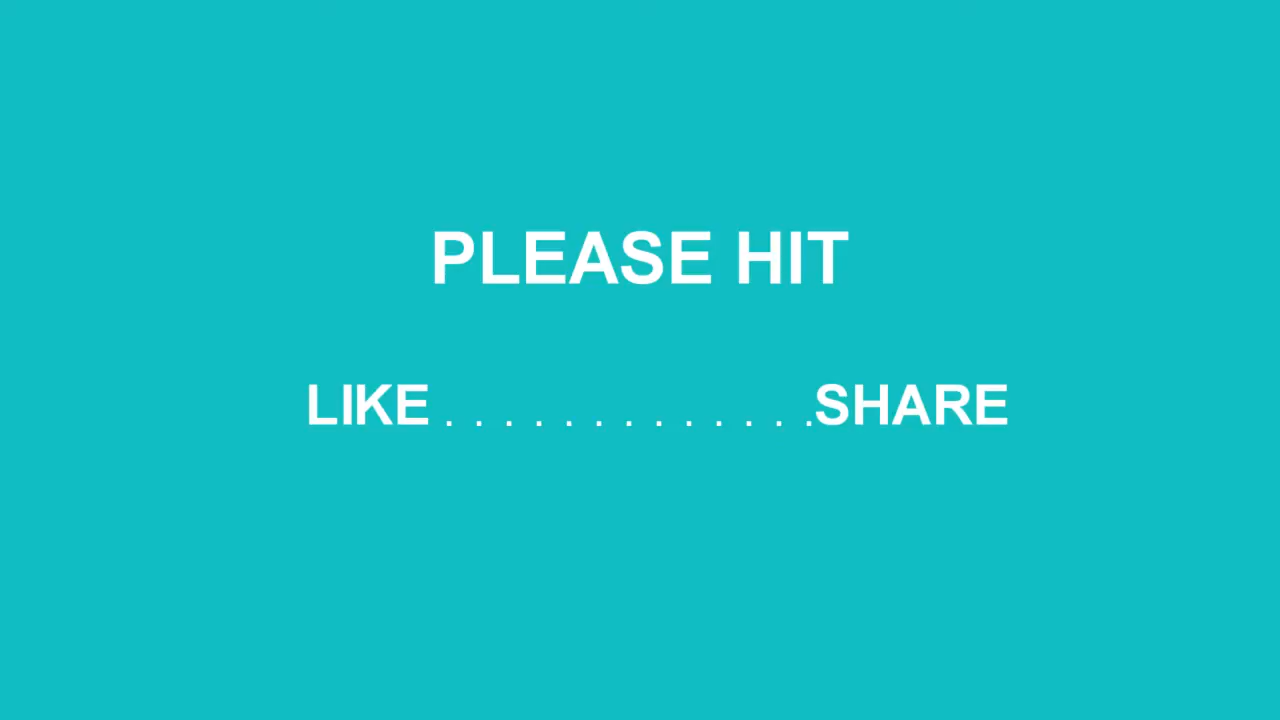 PLEASE HIT
LIKE . . . . . . . . . . . . .SHARE